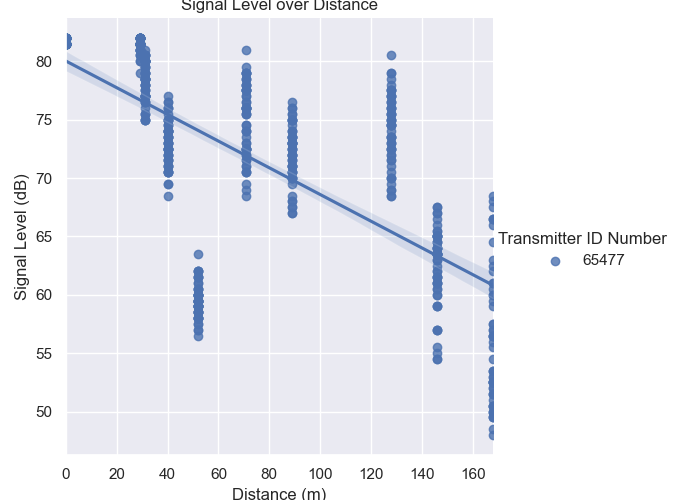 Signal Level over Distance
Signal Level (dB)
80
75
70
65
60
55
50
0 20 40 60 80 100 120 140 160
Distance (m)
Transmitter ID Number
65477